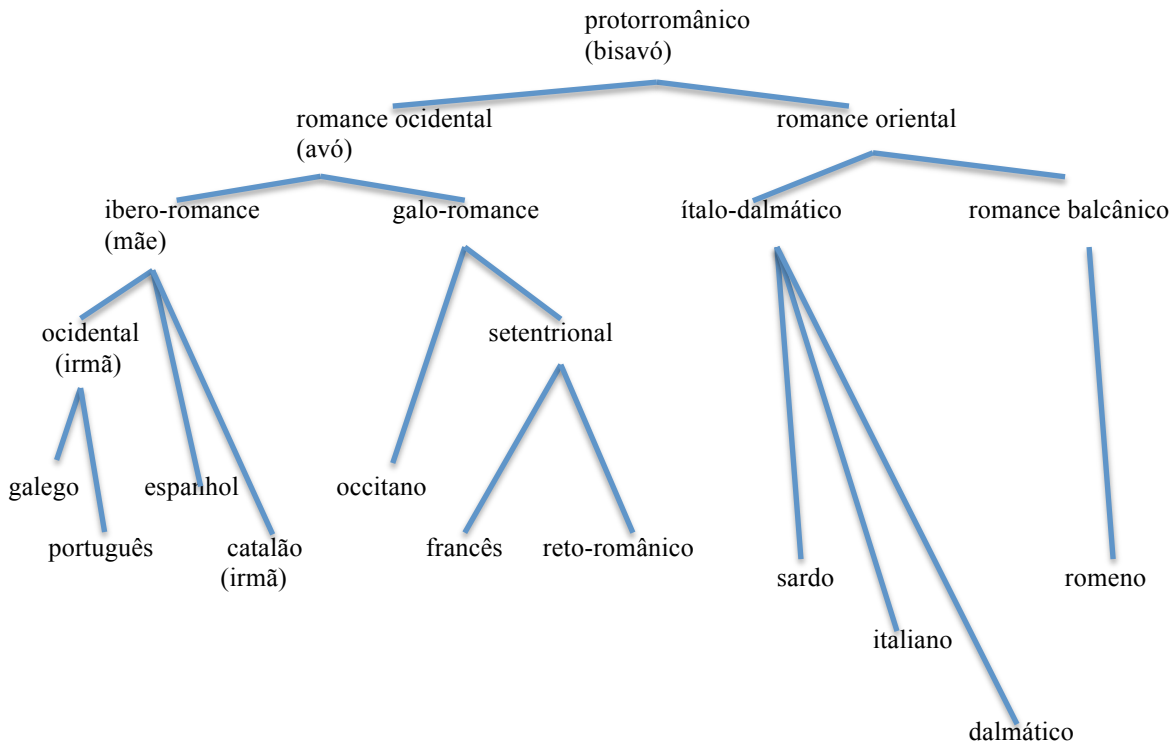 protorromânico
(bisavó)
romance ocidental
(avó)
romance oriental
ibero-romance
(mãe)
galo-romance
ítalo-dalmático
romance balcânico
ocidental
(irmã)
setentrional
galego
espanhol
occitano
português
catalão
(irmã)
francês
reto-românico
sardo
romeno
italiano
dalmático